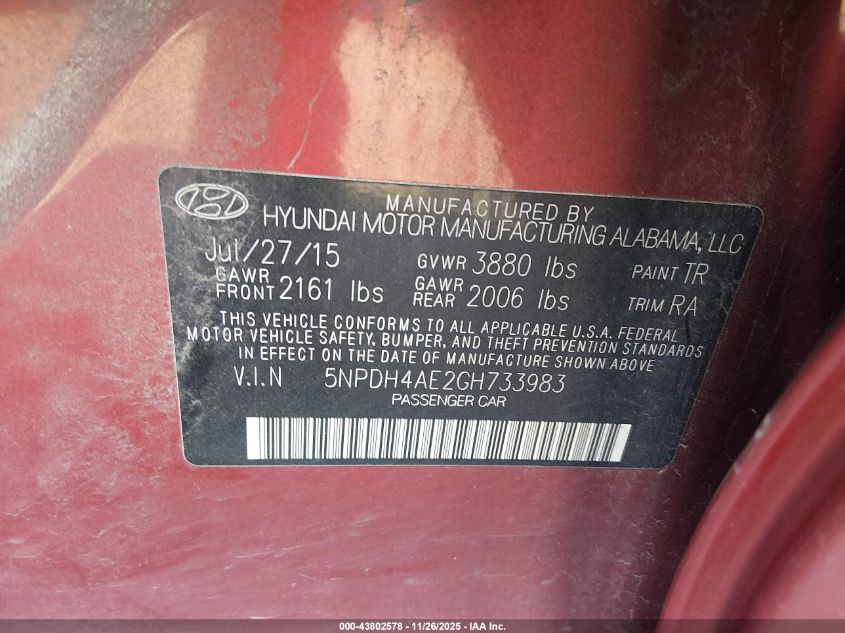 MANUFACTURED BY
HYUNDAI MOTOR MANUFACTURING ALABAMA, LLC
Jul/27/15 GVWR 3880 lbs PAINT TR
GAWR FRONT 2161 lbs GAWR REAR 2006 lbs TRIM RA
THIS VEHICLE CONFORMS TO ALL APPLICABLE U.S.A. FEDERAL
MOTOR VEHICLE SAFETY, BUMPER, AND THEFT PREVENTION STANDARDS
IN EFFECT ON THE DATE OF MANUFACTURE SHOWN ABOVE
V.I.N 5NPDH4AE2GH733983
PASSENGER CAR
000-43802578 - 11/26/2025 - IAA Inc.